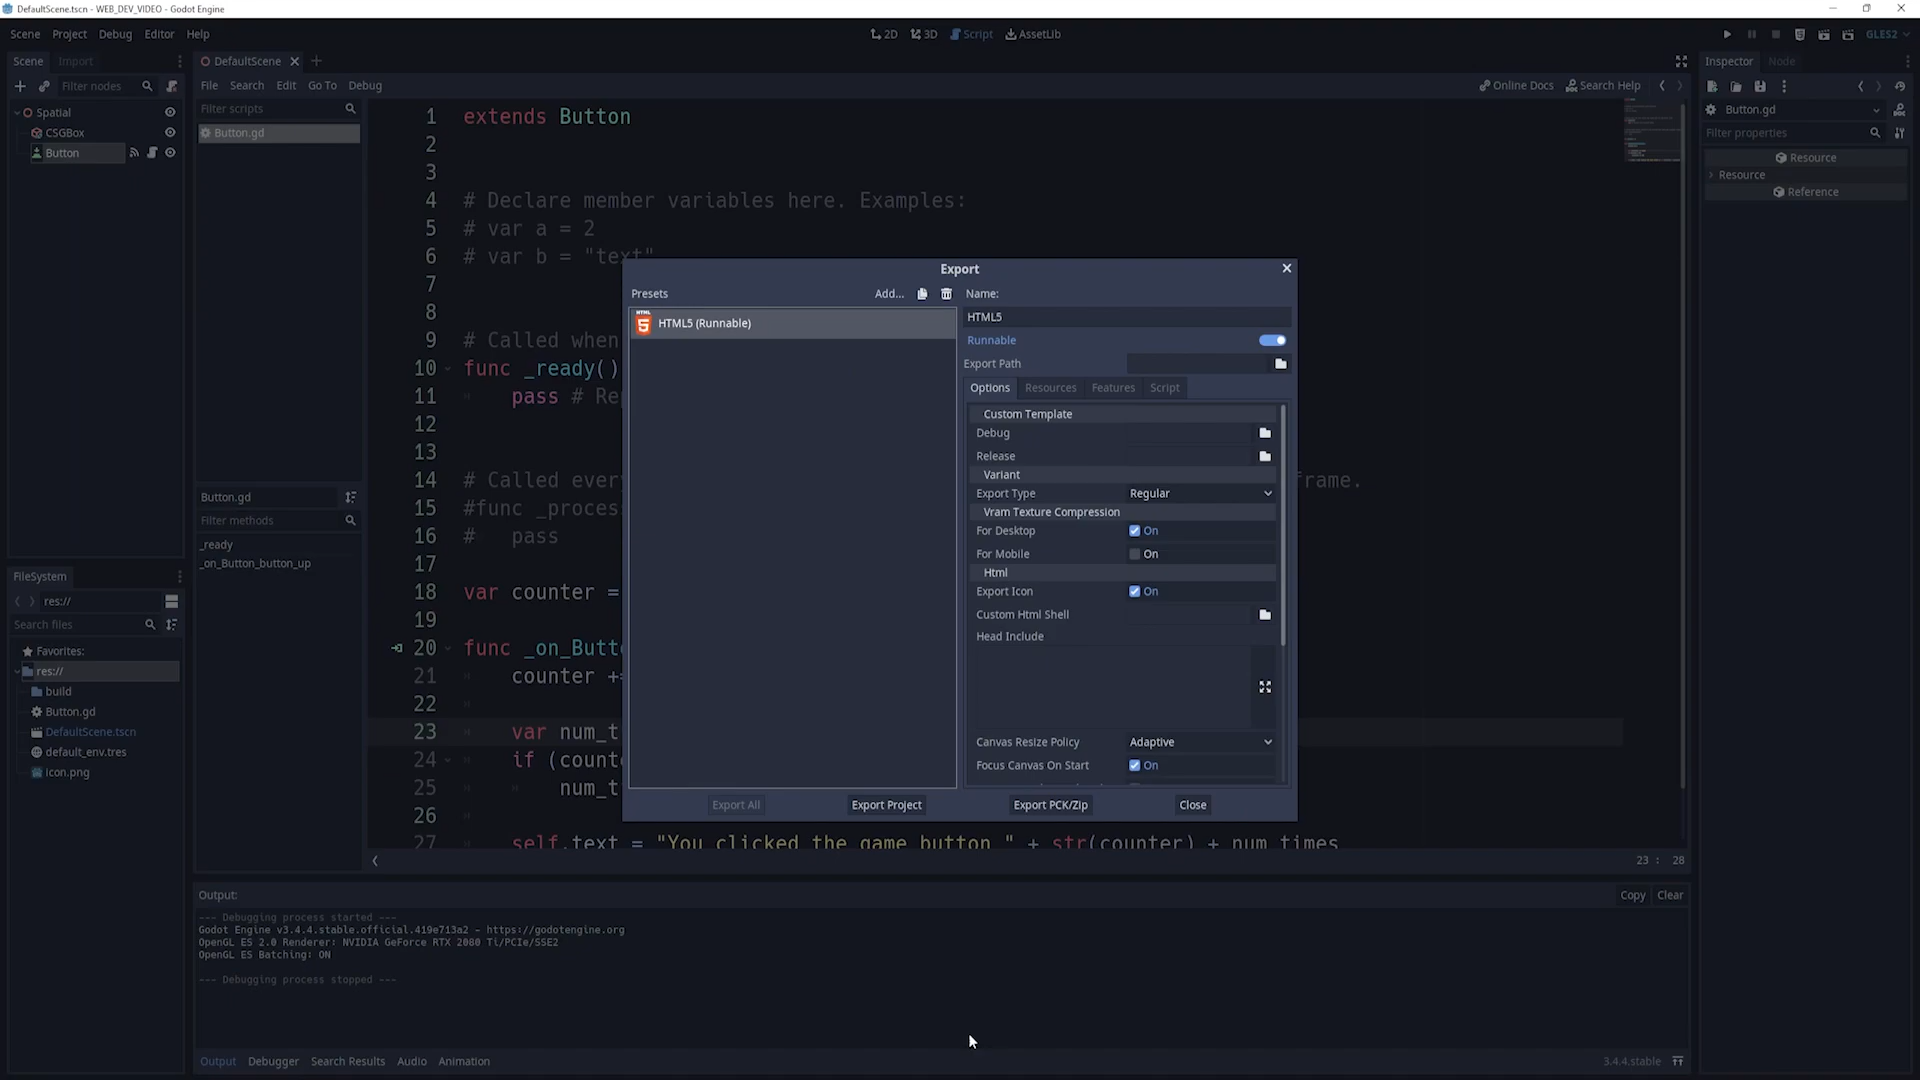 DefaultScene.tscn - WEB_DEV_VIDEO - Godot Engine
Scene Project Debug Editor Help
2D 3D Script AssetLib
GLES2
Scene Import
Filter nodes
Spatial
CSGBox
Button
DefaultScene
File Search Edit Go To Debug
Online Docs Search Help
Filter scripts
Button.gd
Button.gd
Filter methods
_ready
_on_Button_button_up
1 extends Button
2
3
4 # Declare member variables here. Examples:
5 # var a = 2
6 # var b = "text"
7
8
9 # Called when
10 func _ready()
11 pass # Re
12
13
14 # Called ever
frame.
15 #func _proces
16 # pass
17
18 var counter =
19
20 func _on_Butt
21 counter +
22
23 var num_t
24 if (count
25 num_t
26
27 self.text = "You clicked the game button " + str(counter) + num_times
23 : 28
Export
Presets
Add...
HTML5 (Runnable)
Name:
HTML5
Runnable
Export Path
Options Resources Features Script
Custom Template
Debug
Release
Variant
Export Type Regular
Vram Texture Compression
For Desktop On
For Mobile On
Html
Export Icon On
Custom Html Shell
Head Include
Canvas Resize Policy Adaptive
Focus Canvas On Start On
Export All Export Project Export PCK/Zip Close
FileSystem
res://
Search files
Favorites:
res://
build
Button.gd
DefaultScene.tscn
default_env.tres
icon.png
Output:
Copy Clear
--- Debugging process started ---
Godot Engine v3.4.4.stable.official.419e713a2 - https://godotengine.org
OpenGL ES 2.0 Renderer: NVIDIA GeForce RTX 2080 Ti/PCIe/SSE2
OpenGL ES Batching: ON
--- Debugging process stopped ---
Output Debugger Search Results Audio Animation
3.4.4.stable
Inspector Node
Button.gd
Filter properties
Resource
Resource
Reference